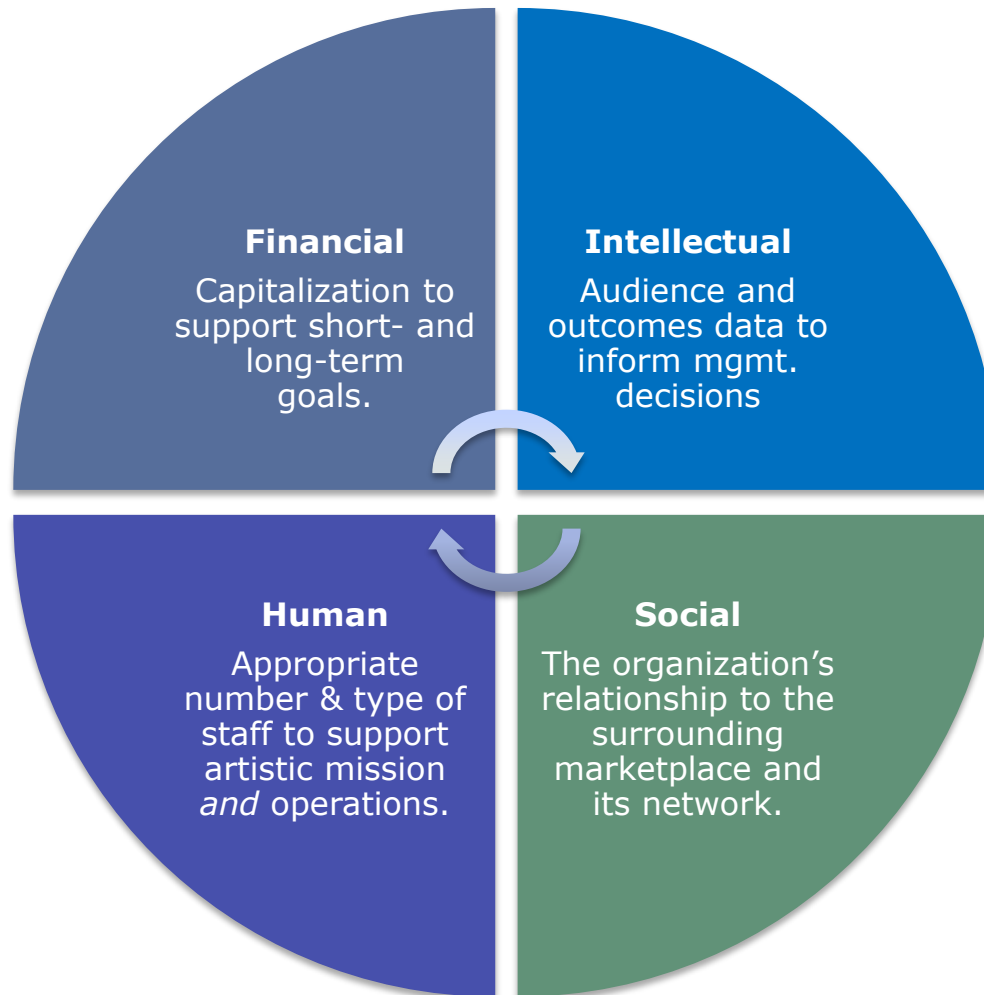 Financial
Capitalization to
support short- and
long-term
goals.
Intellectual
Audience and
outcomes data to
inform mgmt.
decisions
Human
Appropriate
number & type of
staff to support
artistic mission
and operations.
Social
The organization’s
relationship to the
surrounding
marketplace and
its network.